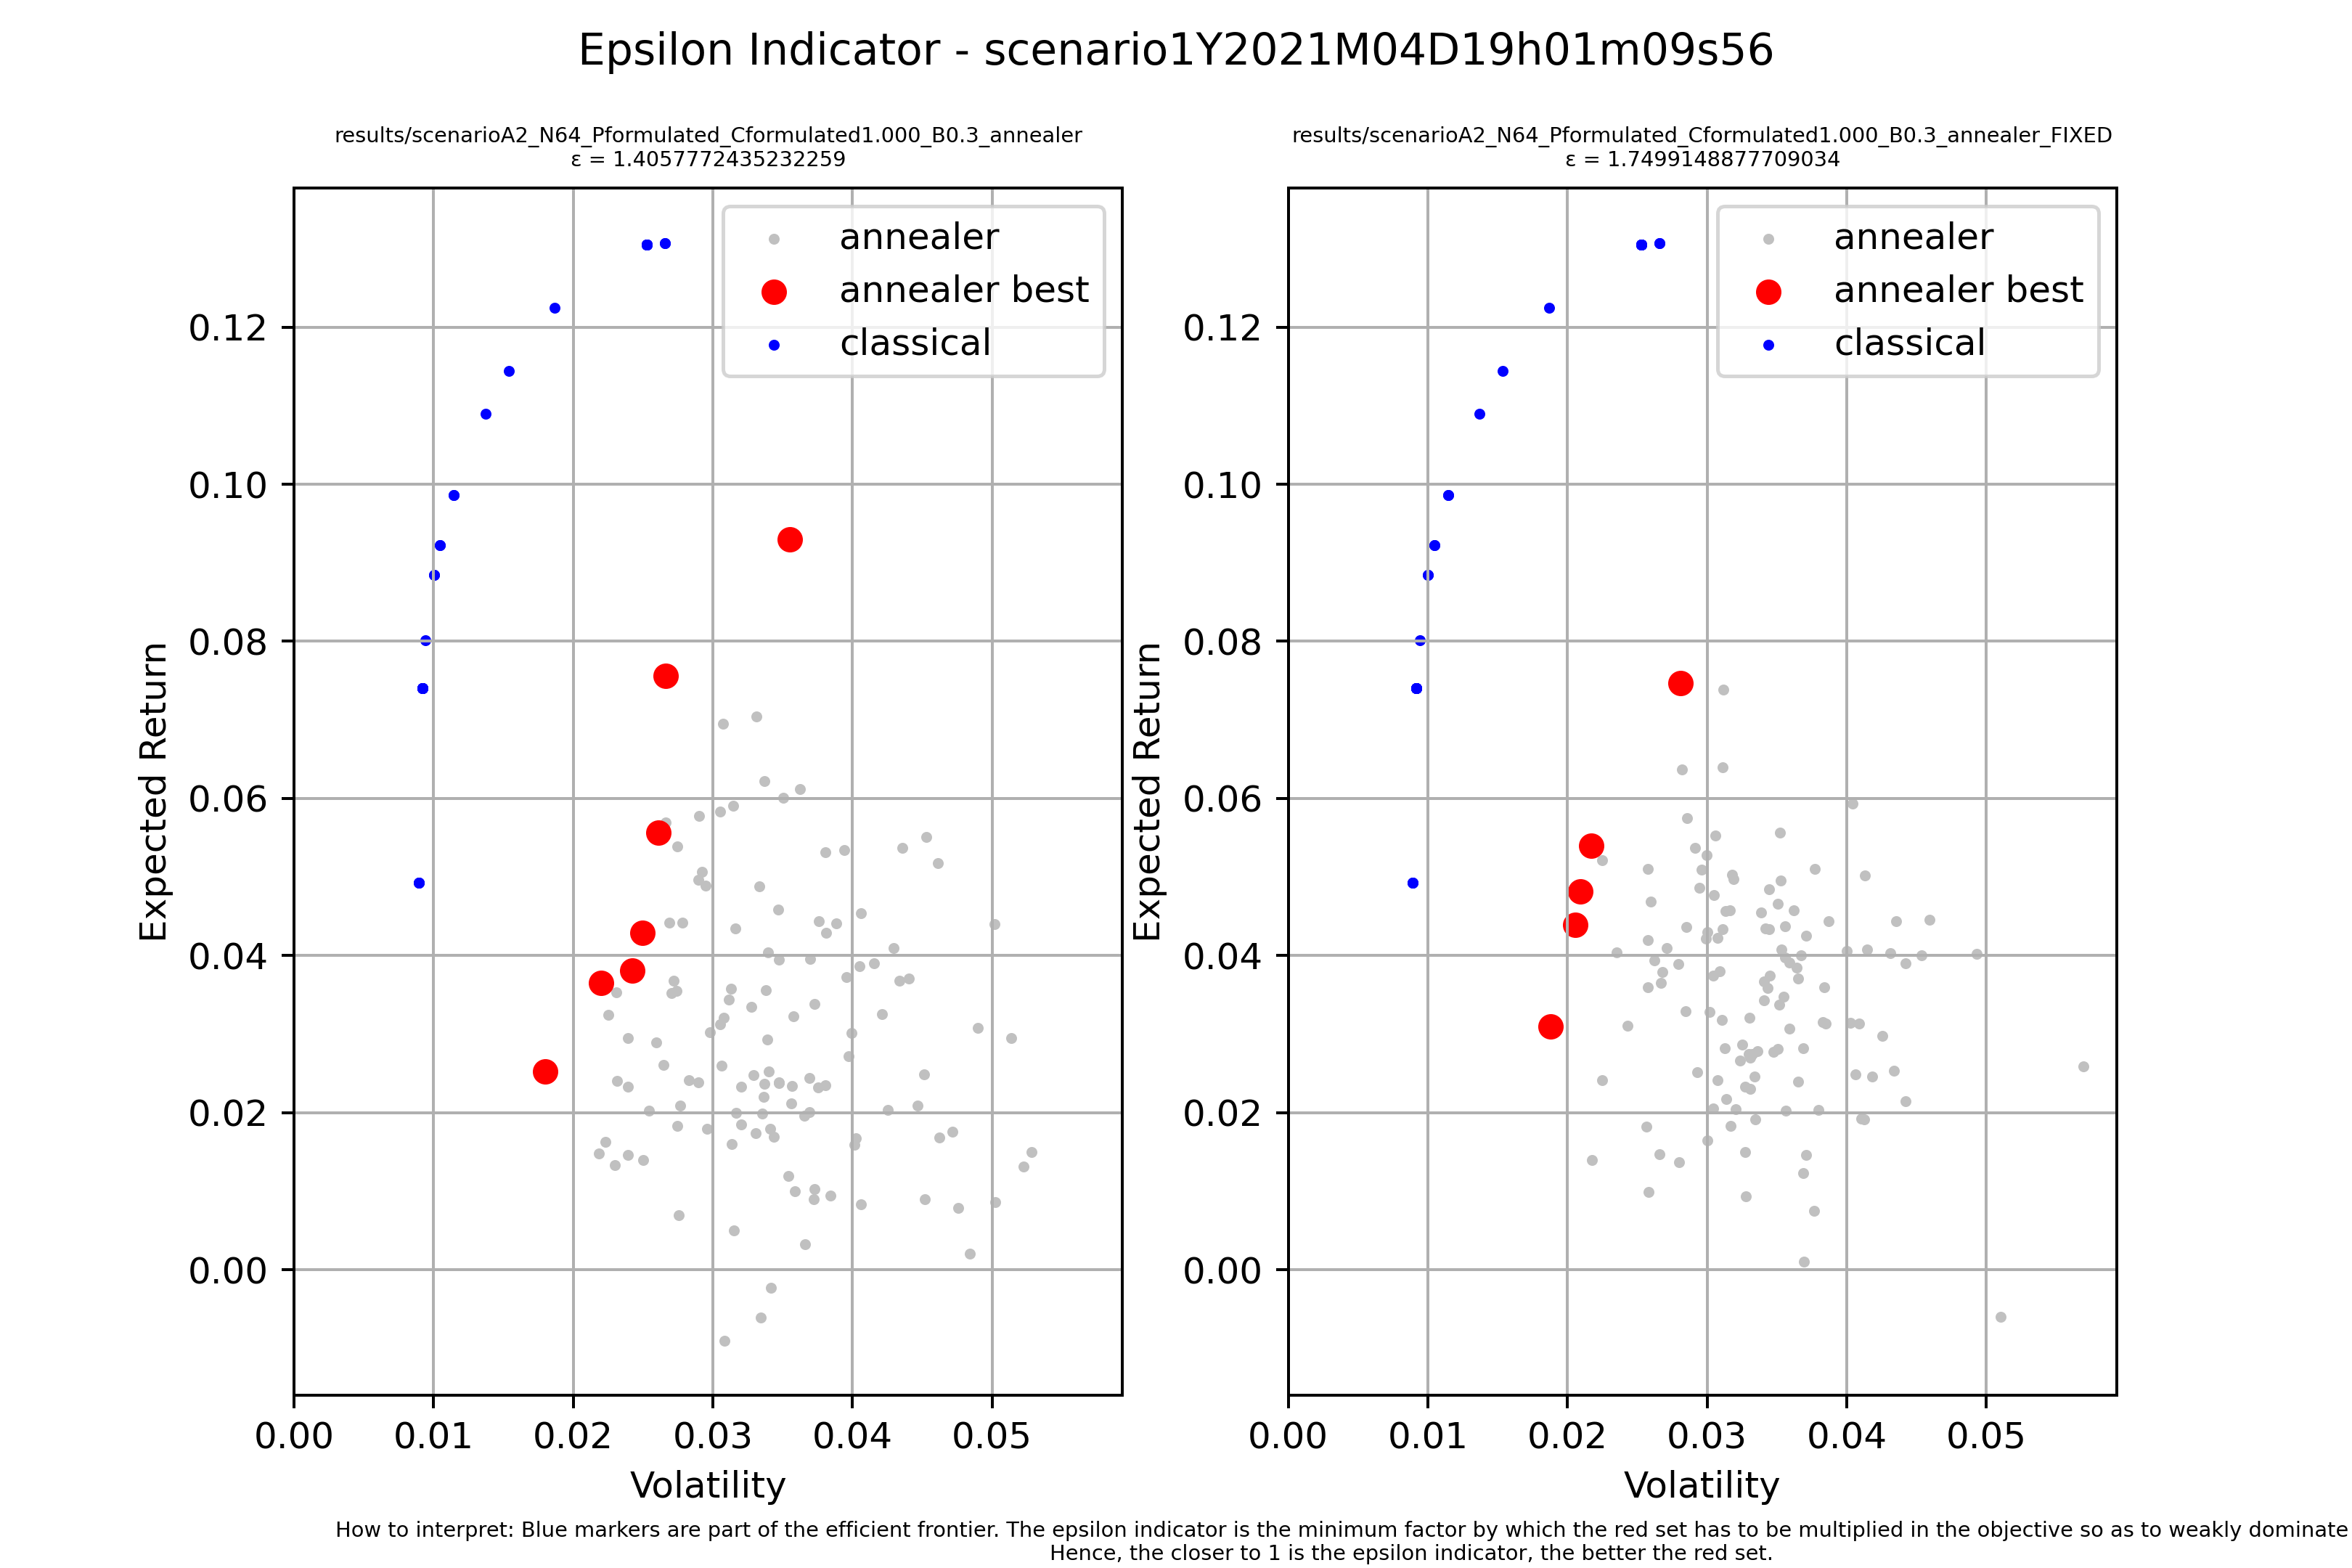 Epsilon Indicator - scenario1Y2021M04D19h01m09s56
results/scenarioA2_N64_Pformulated_Cformulated1.000_B0.3_annealer
ε = 1.4057772435232259
annealer
annealer best
classical
0.12
0.10
0.08
0.06
0.04
0.02
0.00
Expected Return
0.00 0.01 0.02 0.03 0.04 0.05
Volatility
results/scenarioA2_N64_Pformulated_Cformulated1.000_B0.3_annealer_FIXED
ε = 1.7499148877709034
annealer
annealer best
classical
0.12
0.10
0.08
0.06
0.04
0.02
0.00
Expected Return
0.00 0.01 0.02 0.03 0.04 0.05
Volatility
How to interpret: Blue markers are part of the efficient frontier. The epsilon indicator is the minimum factor by which the red set has to be multiplied in the objective so as to weakly dominate
Hence, the closer to 1 is the epsilon indicator, the better the red set.